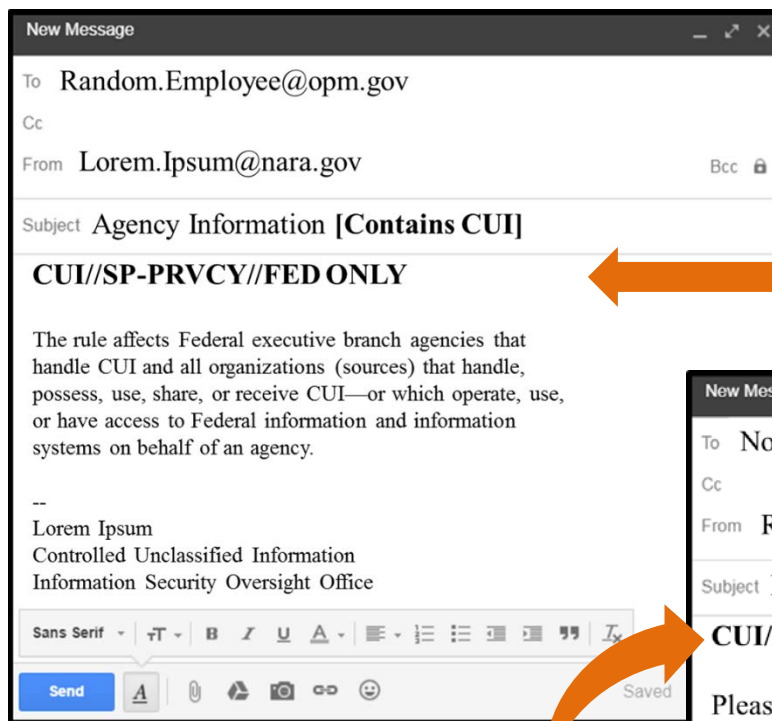 New Message
To Random.Employee@opm.gov
Cc
From Lorem.Ipsum@nara.gov Bcc
Subject Agency Information [Contains CUI]
CUI//SP-PRVCY//FED ONLY
The rule affects Federal executive branch agencies that
handle CUI and all organizations (sources) that handle,
possess, use, share, or receive CUI—or which operate, use,
or have access to Federal information and information
systems on behalf of an agency.
--
Lorem Ipsum
Controlled Unclassified Information
Information Security Oversight Office
Sans Serif TT B I U A
Send A Saved
New Mes
To No
Cc
From R
Subject
CUI/
Pleas